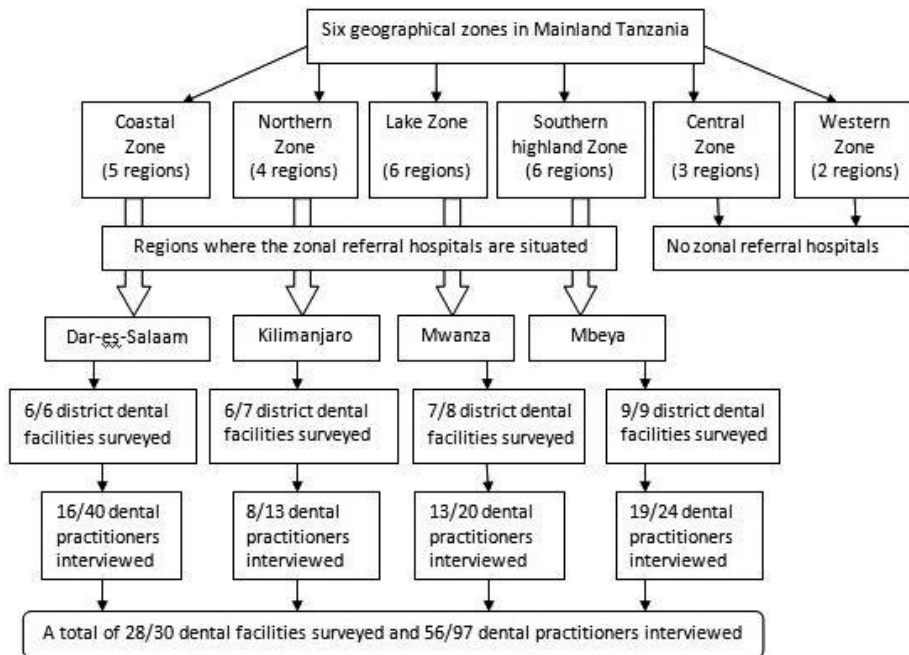 Six geographical zones in Mainland Tanzania
Coastal
Zone
(5 regions)
Northern
Zone
(4 regions)
Lake Zone
(6 regions)
Southern
highland Zone
(6 regions)
Central
Zone
(3 regions)
Western
Zone
(2 regions)
Regions where the zonal referral hospitals are situated
No zonal referral hospitals
Dar-es-Salaam
Kilimanjaro
Mwanza
Mbeya
6/6 district dental
facilities surveyed
6/7 district dental
facilities surveyed
7/8 district dental
facilities surveyed
9/9 district dental
facilities surveyed
16/40 dental
practitioners
interviewed
8/13 dental
practitioners
interviewed
13/20 dental
practitioners
interviewed
19/24 dental
practitioners
interviewed
A total of 28/30 dental facilities surveyed and 56/97 dental practitioners interviewed